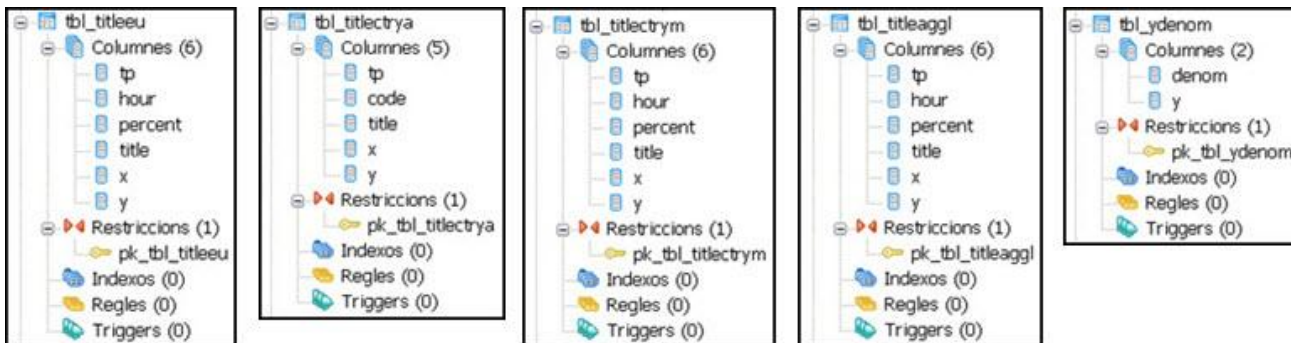 tbl_titleeu
Columnes (6)
tp
hour
percent
title
x
y
Restriccions (1)
pk_tbl_titleeu
Indexos (0)
Regles (0)
Triggers (0)
tbl_titlectrya
Columnes (5)
tp
code
title
x
y
Restriccions (1)
pk_tbl_titlectrya
Indexos (0)
Regles (0)
Triggers (0)
tbl_titlectrym
Columnes (6)
tp
hour
percent
title
x
y
Restriccions (1)
pk_tbl_titlectrym
Indexos (0)
Regles (0)
Triggers (0)
tbl_titleaggl
Columnes (6)
tp
hour
percent
title
x
y
Restriccions (1)
pk_tbl_titleaggl
Indexos (0)
Regles (0)
Triggers (0)
tbl_ydenom
Columnes (2)
denom
y
Restriccions (1)
pk_tbl_ydenom
Indexos (0)
Regles (0)
Triggers (0)